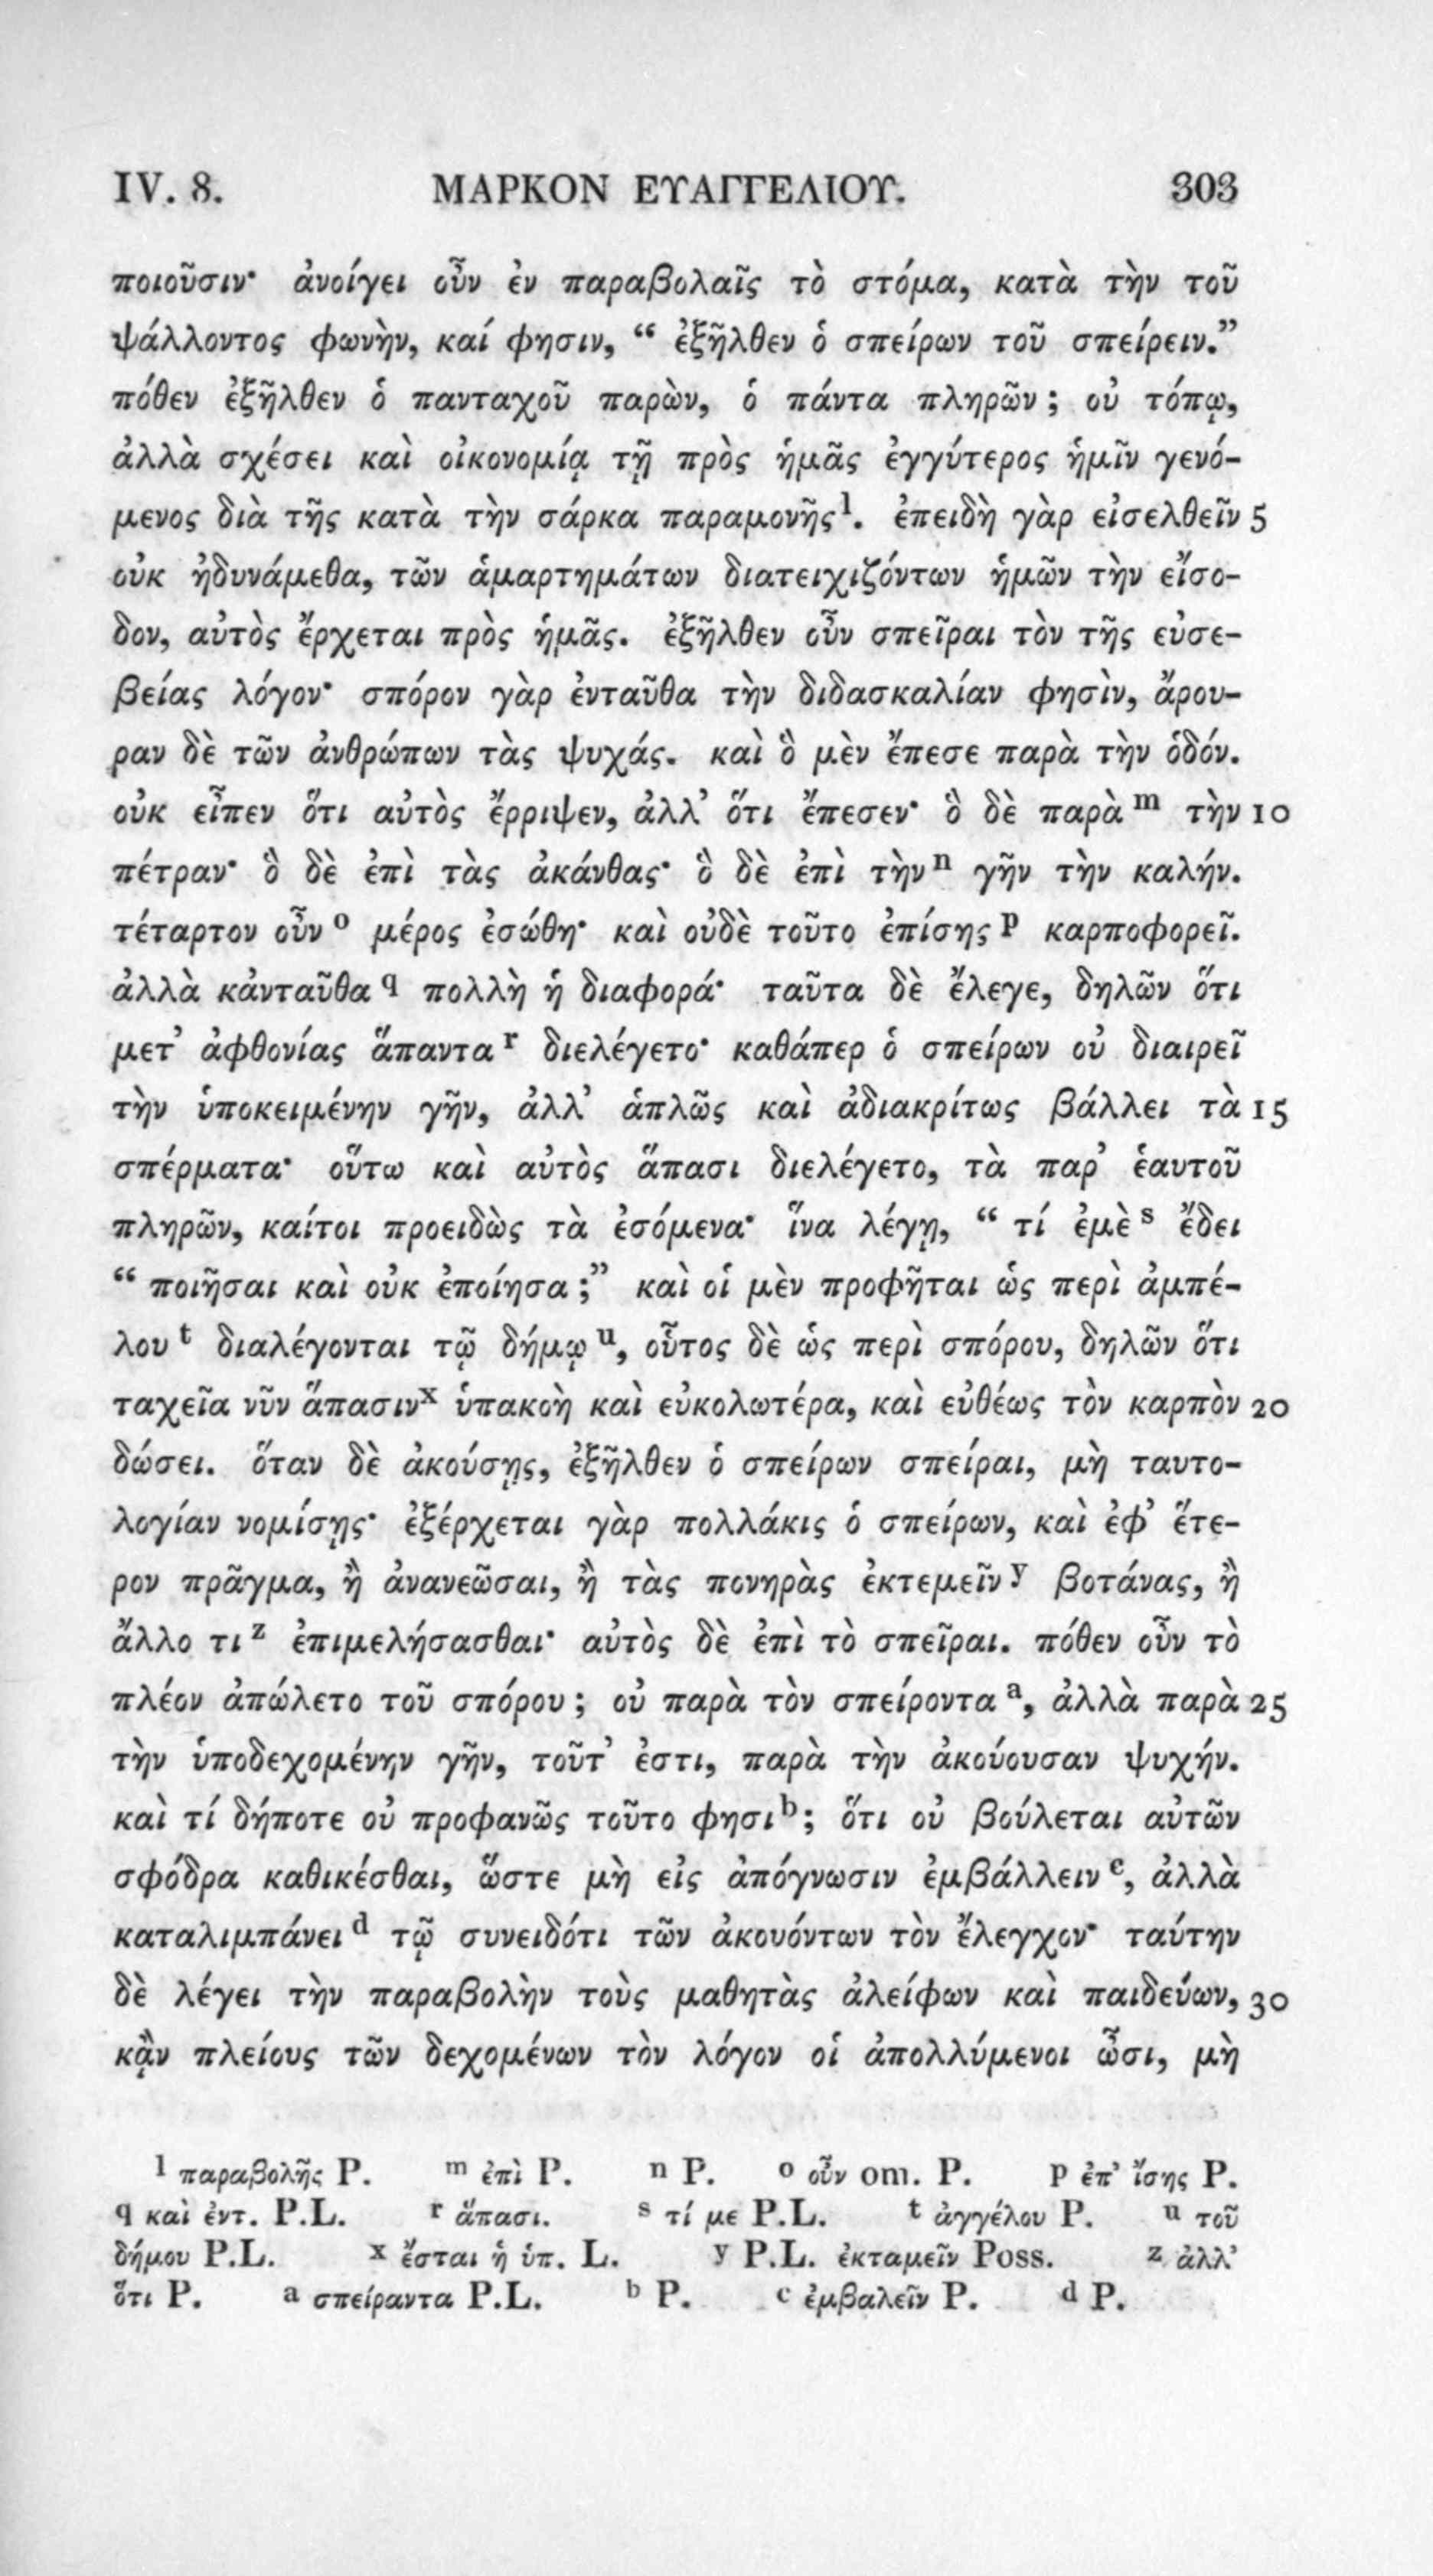 IV. 8. ΜΑΡΚΟΝ ΕΥΑΓΓΕΛΙΟΥ. 303
ποιοῦσιν· ἀνοίγει οὖν ἐν παραβολαῖς τὸ στόμα, κατὰ τὴν τοῦ
ψάλλοντος φωνὴν, καί φησιν, “ ἐξῆλθεν ὁ σπείρων τοῦ σπείρειν.”
πόθεν ἐξῆλθεν ὁ πανταχοῦ παρὼν, ὁ πάντα πληρῶν ; οὐ τόπῳ,
ἀλλὰ σχέσει καὶ οἰκονομίᾳ τῇ πρὸς ἡμᾶς ἐγγύτερος ἡμῖν γενό-
μενος διὰ τῆς κατὰ τὴν σάρκα παραμονῆς l. ἐπειδὴ γὰρ εἰσελθεῖν 5
οὐκ ἠδυνάμεθα, τῶν ἁμαρτημάτων διατειχιζόντων ἡμῶν τὴν εἴσο-
δον, αὐτὸς ἔρχεται πρὸς ἡμᾶς. ἐξῆλθεν οὖν σπεῖραι τὸν τῆς εὐσε-
βείας λόγον· σπόρον γὰρ ἐνταῦθα τὴν διδασκαλίαν φησὶν, ἄρου-
ραν δὲ τῶν ἀνθρώπων τὰς ψυχάς. καὶ ὃ μὲν ἔπεσε παρὰ τὴν ὁδόν.
οὐκ εἶπεν ὅτι αὐτὸς ἔρριψεν, ἀλλ’ ὅτι ἔπεσεν· ὃ δὲ παρὰ m τὴν 10
πέτραν· ὃ δὲ ἐπὶ τὰς ἀκάνθας· ὃ δὲ ἐπὶ τὴν n γῆν τὴν καλήν.
τέταρτον οὖν o μέρος ἐσώθη· καὶ οὐδὲ τοῦτο ἐπίσης p καρποφορεῖ.
ἀλλὰ κἀνταῦθα q πολλὴ ἡ διαφορά· ταῦτα δὲ ἔλεγε, δηλῶν ὅτι
μετ’ ἀφθονίας ἅπαντα r διελέγετο· καθάπερ ὁ σπείρων οὐ διαιρεῖ
τὴν ὑποκειμένην γῆν, ἀλλ’ ἁπλῶς καὶ ἀδιακρίτως βάλλει τὰ 15
σπέρματα· οὕτω καὶ αὐτὸς ἅπασι διελέγετο, τὰ παρ’ ἑαυτοῦ
πληρῶν, καίτοι προειδὼς τὰ ἐσόμενα· ἵνα λέγῃ, “ τί ἐμὲ s ἔδει
“ ποιῆσαι καὶ οὐκ ἐποίησα ;” καὶ οἱ μὲν προφῆται ὡς περὶ ἀμπέ-
λου t διαλέγονται τῷ δήμῳ u, οὗτος δὲ ὡς περὶ σπόρου, δηλῶν ὅτι
ταχεῖα νῦν ἅπασιν x ὑπακοὴ καὶ εὐκολωτέρα, καὶ εὐθέως τὸν καρπὸν 20
δώσει. ὅταν δὲ ἀκούσῃς, ἐξῆλθεν ὁ σπείρων σπείραι, μὴ ταυτο-
λογίαν νομίσῃς· ἐξέρχεται γὰρ πολλάκις ὁ σπείρων, καὶ ἐφ’ ἕτε-
ρον πρᾶγμα, ἢ ἀνανεῶσαι, ἢ τὰς πονηρὰς ἐκτεμεῖν y βοτάνας, ἢ
ἄλλο τι z ἐπιμελήσασθαι· αὐτὸς δὲ ἐπὶ τὸ σπεῖραι. πόθεν οὖν τὸ
πλέον ἀπώλετο τοῦ σπόρου ; οὐ παρὰ τὸν σπείροντα a, ἀλλὰ παρὰ 25
τὴν ὑποδεχομένην γῆν, τοῦτ’ ἐστι, παρὰ τὴν ἀκούουσαν ψυχήν.
καὶ τί δήποτε οὐ προφανῶς τοῦτο φησι b; ὅτι οὐ βούλεται αὐτῶν
σφόδρα καθικέσθαι, ὥστε μὴ εἰς ἀπόγνωσιν ἐμβάλλειν c, ἀλλὰ
καταλιμπάνει d τῷ συνειδότι τῶν ἀκουόντων τὸν ἔλεγχον· ταύτην
δὲ λέγει τὴν παραβολὴν τοὺς μαθητὰς ἀλείφων καὶ παιδεύων, 30
κᾂν πλείους τῶν δεχομένων τὸν λόγον οἱ ἀπολλύμενοι ὦσι, μὴ
l παραβολῆς P. m ἐπὶ P. n P. o οὖν om. P. p ἐπ’ ἴσης P.
q καὶ ἐντ. P.L. r ἅπασι. s τί με P.L. t ἀγγέλου P. u τοῦ
δήμου P.L. x ἔσται ἡ ὑπ. L. y P.L. ἐκταμεῖν Poss. z ἀλλ’
ὅτι P. a σπείραντα P.L. b P. c ἐμβαλεῖν P. d P.